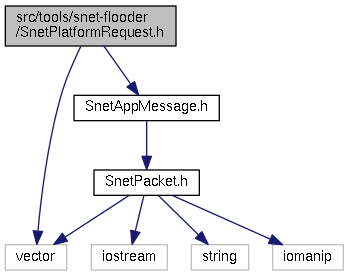 src/tools/snet-flooder
/SnetPlatformRequest.h
SnetAppMessage.h
SnetPacket.h
vector
iostream
string
iomanip